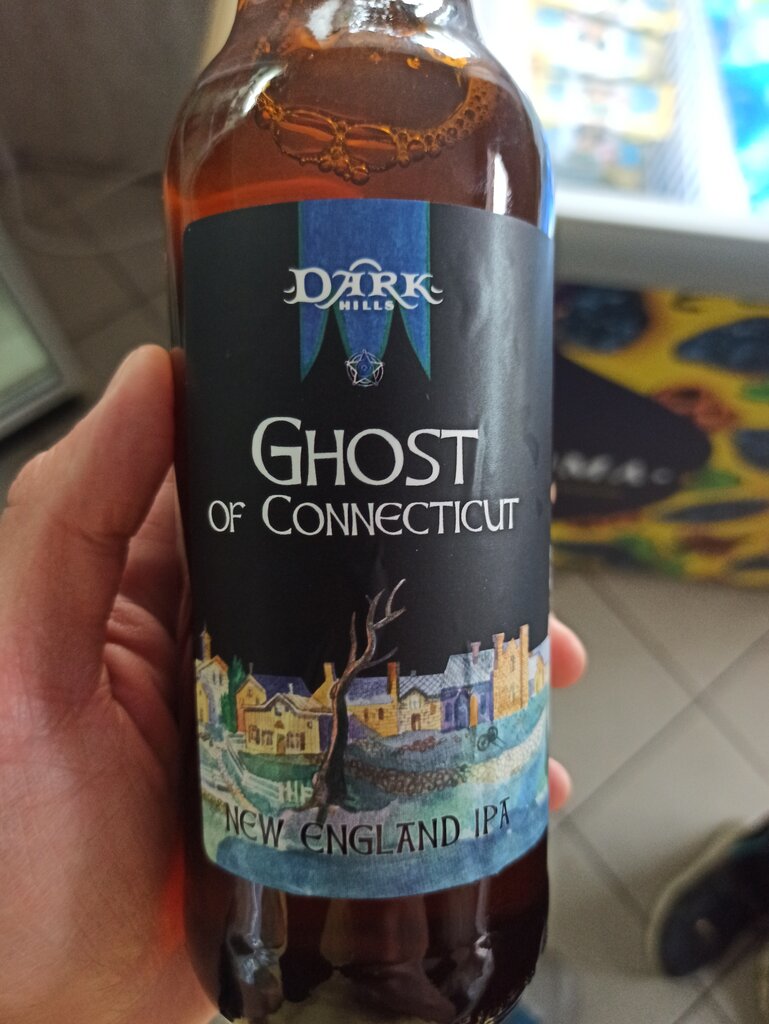 DARK
HILLS
GHOST
OF CONNECTICUT
NEW ENGLAND IPA